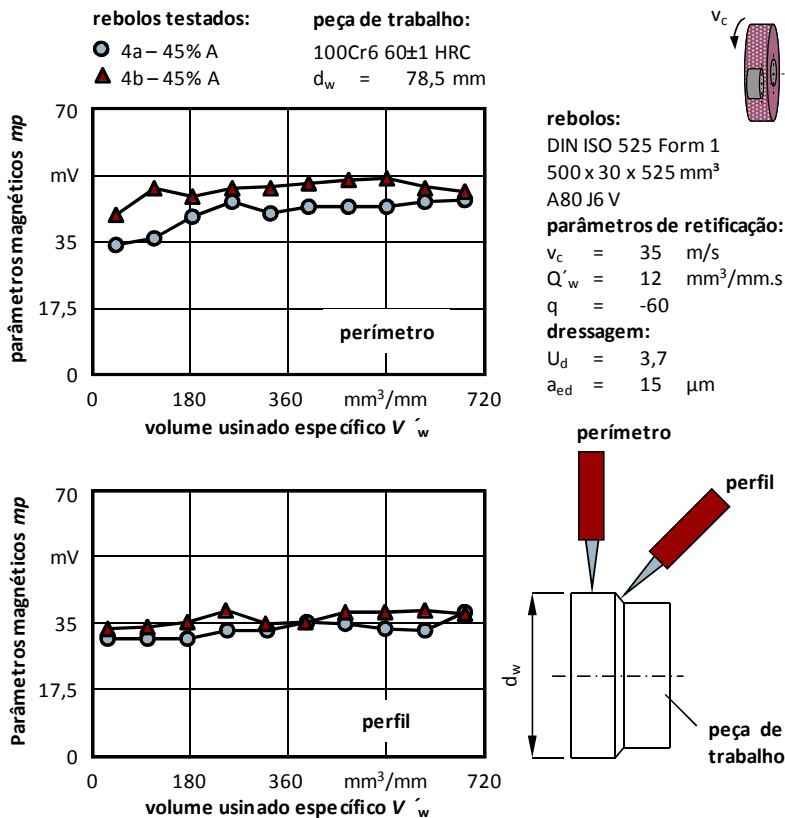 rebolos testados:
4a – 45% A
4b – 45% A
peça de trabalho:
100Cr6 60±1 HRC
d_w = 78,5 mm
v_c
parâmetros magnéticos mp
70
mV
35
17,5
0
perímetro
0 180 360 mm³/mm 720
volume usinado específico V´_w
rebolos:
DIN ISO 525 Form 1
500 x 30 x 525 mm³
A80 J6 V
parâmetros de retificação:
v_c = 35 m/s
Q´_w = 12 mm³/mm.s
q = -60
dressagem:
U_d = 3,7
a_ed = 15 µm
Parâmetros magnéticos mp
70
mV
35
17,5
0
perfil
0 180 360 mm³/mm 720
volume usinado específico V´_w
perímetro
perfil
d_w
peça de
trabalho